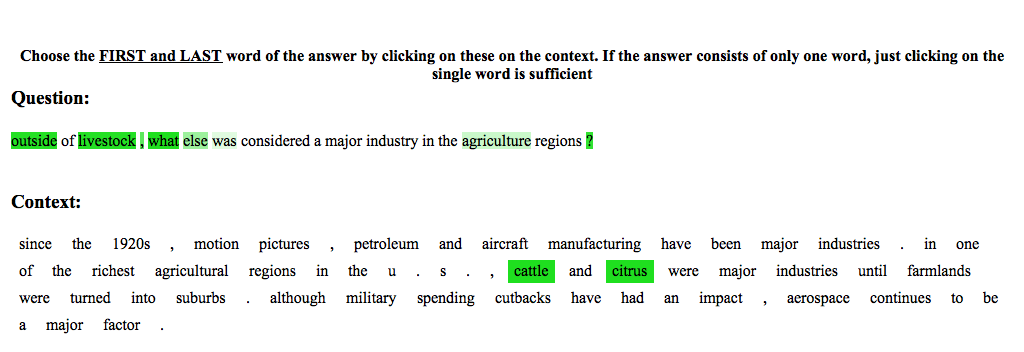 Choose the FIRST and LAST word of the answer by clicking on these on the context. If the answer consists of only one word, just clicking on the
single word is sufficient
Question:
outside of livestock , what else was considered a major industry in the agriculture regions ?
Context:
since the 1920s , motion pictures , petroleum and aircraft manufacturing have been major industries . in one
of the richest agricultural regions in the u . s . , cattle and citrus were major industries until farmlands
were turned into suburbs . although military spending cutbacks have had an impact , aerospace continues to be
a major factor .